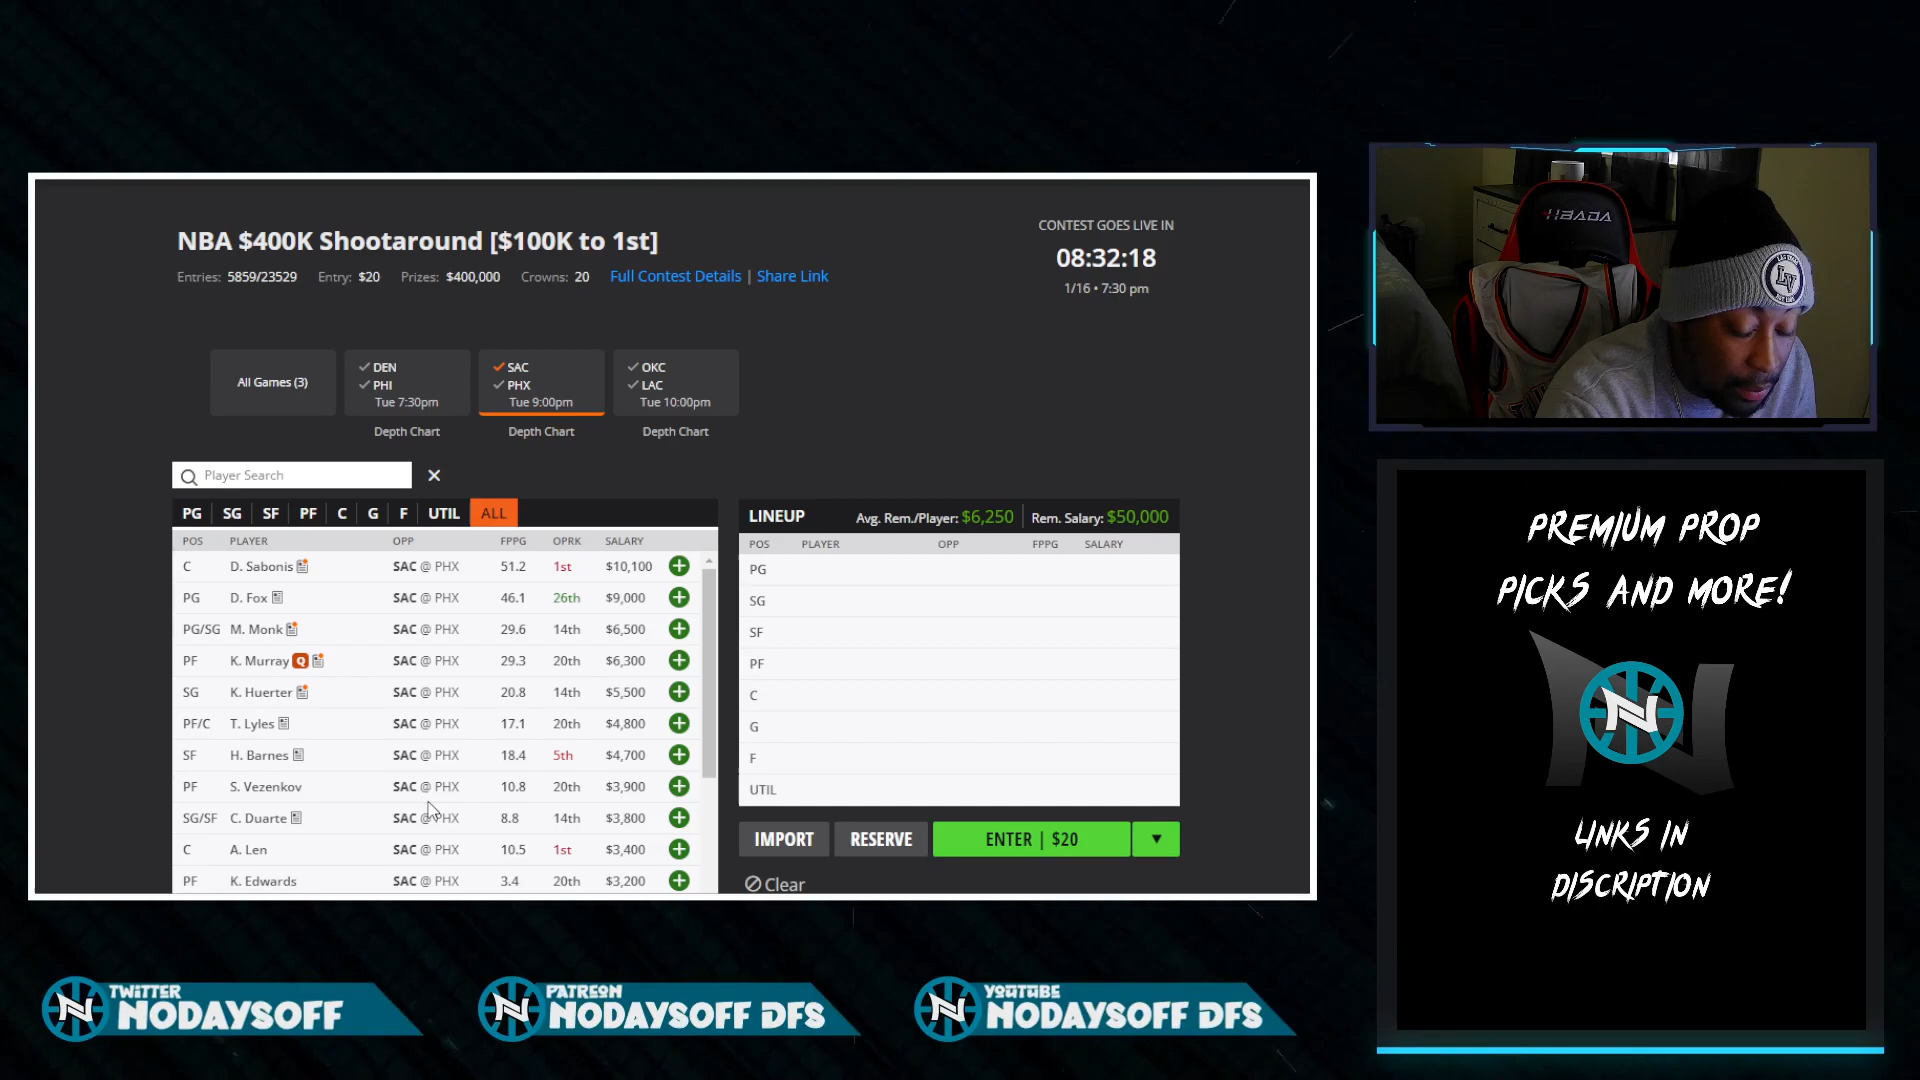 NBA $400K Shootaround [$100K to 1st]
Entries: 5859/23529 Entry: $20 Prizes: $400,000 Crowns: 20 Full Contest Details | Share Link
CONTEST GOES LIVE IN
08:32:18
1/16 • 7:30 pm
All Games (3)
DEN
PHI
Tue 7:30pm
Depth Chart
SAC
PHX
Tue 9:00pm
Depth Chart
OKC
LAC
Tue 10:00pm
Depth Chart
Player Search
PG SG SF PF C G F UTIL ALL
POS PLAYER OPP FPPG OPRK SALARY
C D. Sabonis SAC @ PHX 51.2 1st $10,100
PG D. Fox SAC @ PHX 46.1 26th $9,000
PG/SG M. Monk SAC @ PHX 29.6 14th $6,500
PF K. Murray Q SAC @ PHX 29.3 20th $6,300
SG K. Huerter SAC @ PHX 20.8 14th $5,500
PF/C T. Lyles SAC @ PHX 17.1 20th $4,800
SF H. Barnes SAC @ PHX 18.4 5th $4,700
PF S. Vezenkov SAC @ PHX 10.8 20th $3,900
SG/SF C. Duarte SAC @ PHX 8.8 14th $3,800
C A. Len SAC @ PHX 10.5 1st $3,400
PF K. Edwards SAC @ PHX 3.4 20th $3,200
LINEUP Avg. Rem./Player: $6,250 Rem. Salary: $50,000
POS PLAYER OPP FPPG SALARY
PG
SG
SF
PF
C
G
F
UTIL
IMPORT RESERVE ENTER | $20
Clear
HBADA
LV
PREMIUM PROP
PICKS AND MORE!
N
LINKS IN
DISCRIPTION
N TWITTER
NODAYSOFF
N PATREON
NODAYSOFF DFS
N YOUTUBE
NODAYSOFF DFS